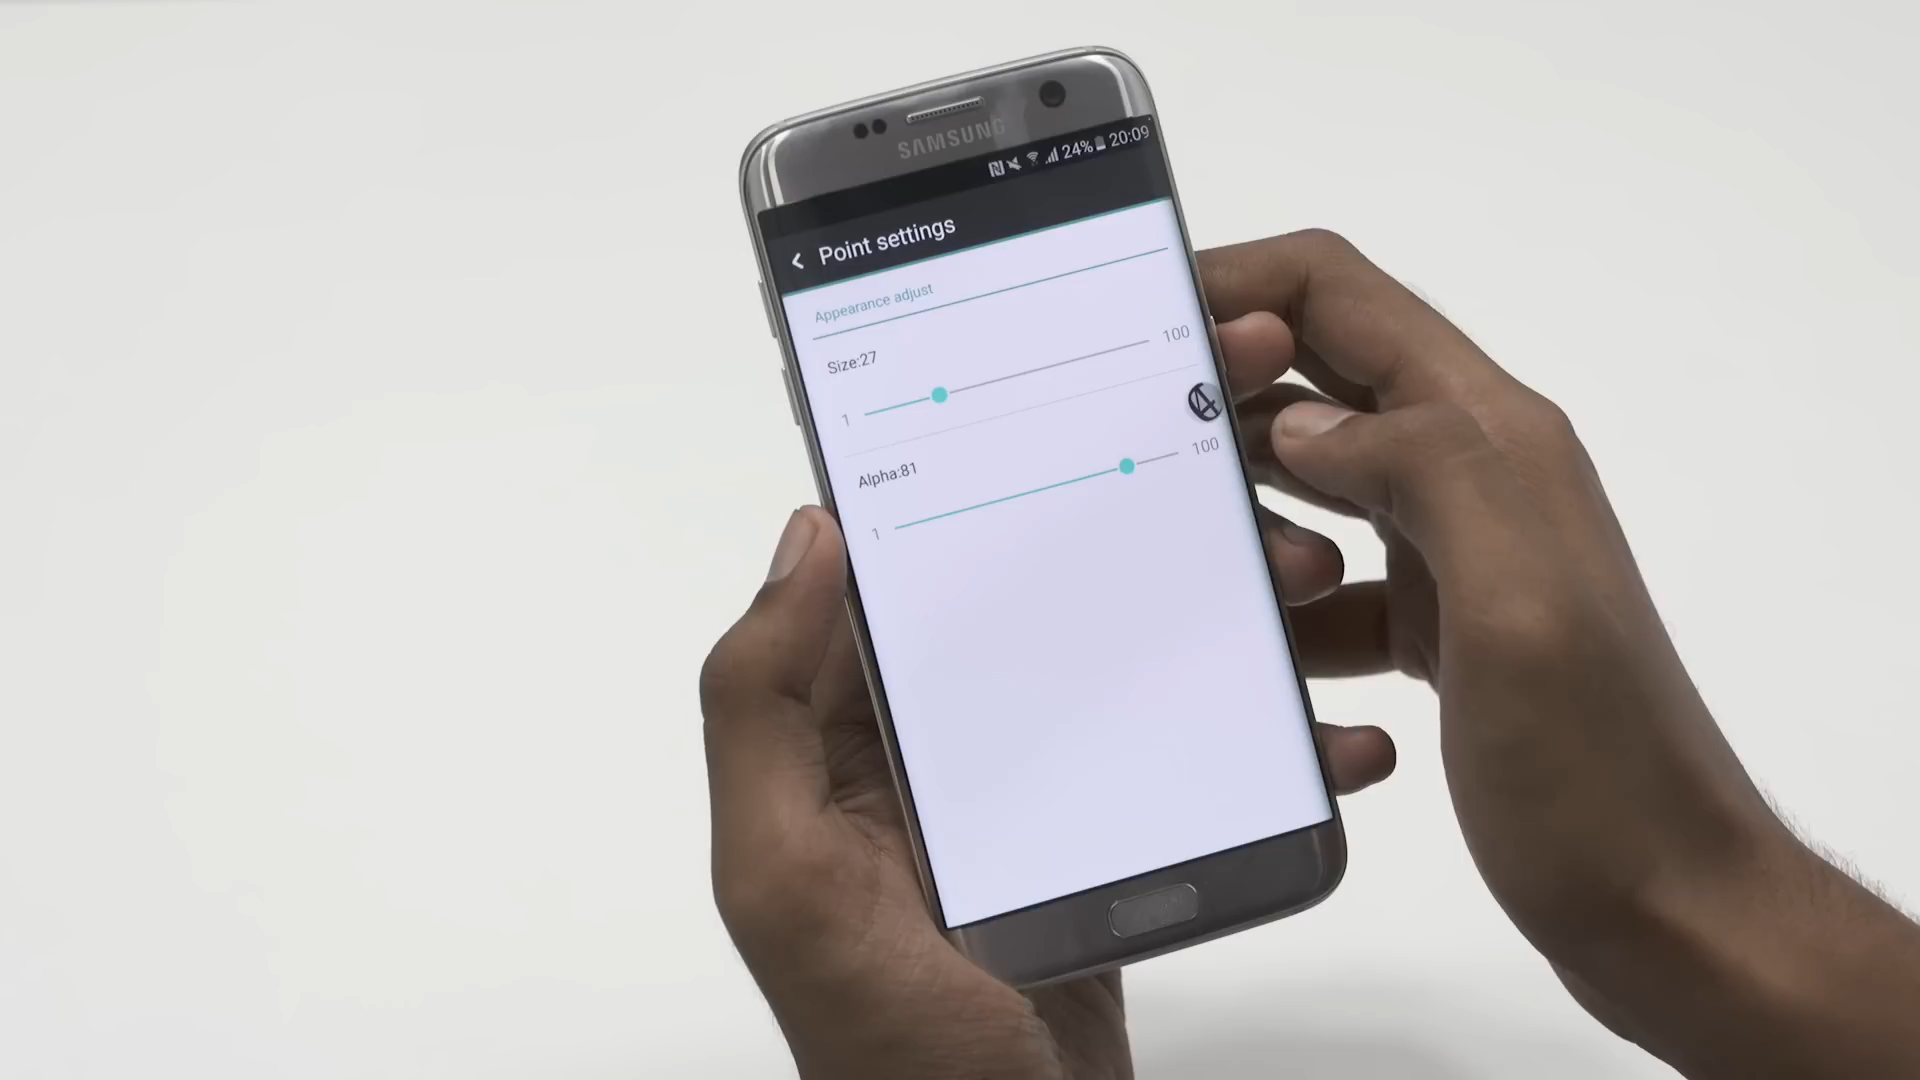 SAMSUNG
24% 20:09
Point settings
Appearance adjust
Size:27
1 100
Alpha:81
1 100